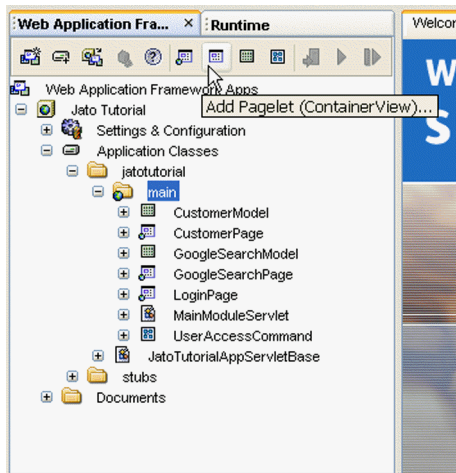 Web Application Fra... ×
Runtime
Welcor
W
Web Application Framework Apps
Add Pagelet (ContainerView)...
S
Jato Tutorial
Settings & Configuration
Application Classes
jatotutorial
main
CustomerModel
CustomerPage
GoogleSearchModel
GoogleSearchPage
LoginPage
MainModuleServlet
UserAccessCommand
JatoTutorialAppServletBase
stubs
Documents